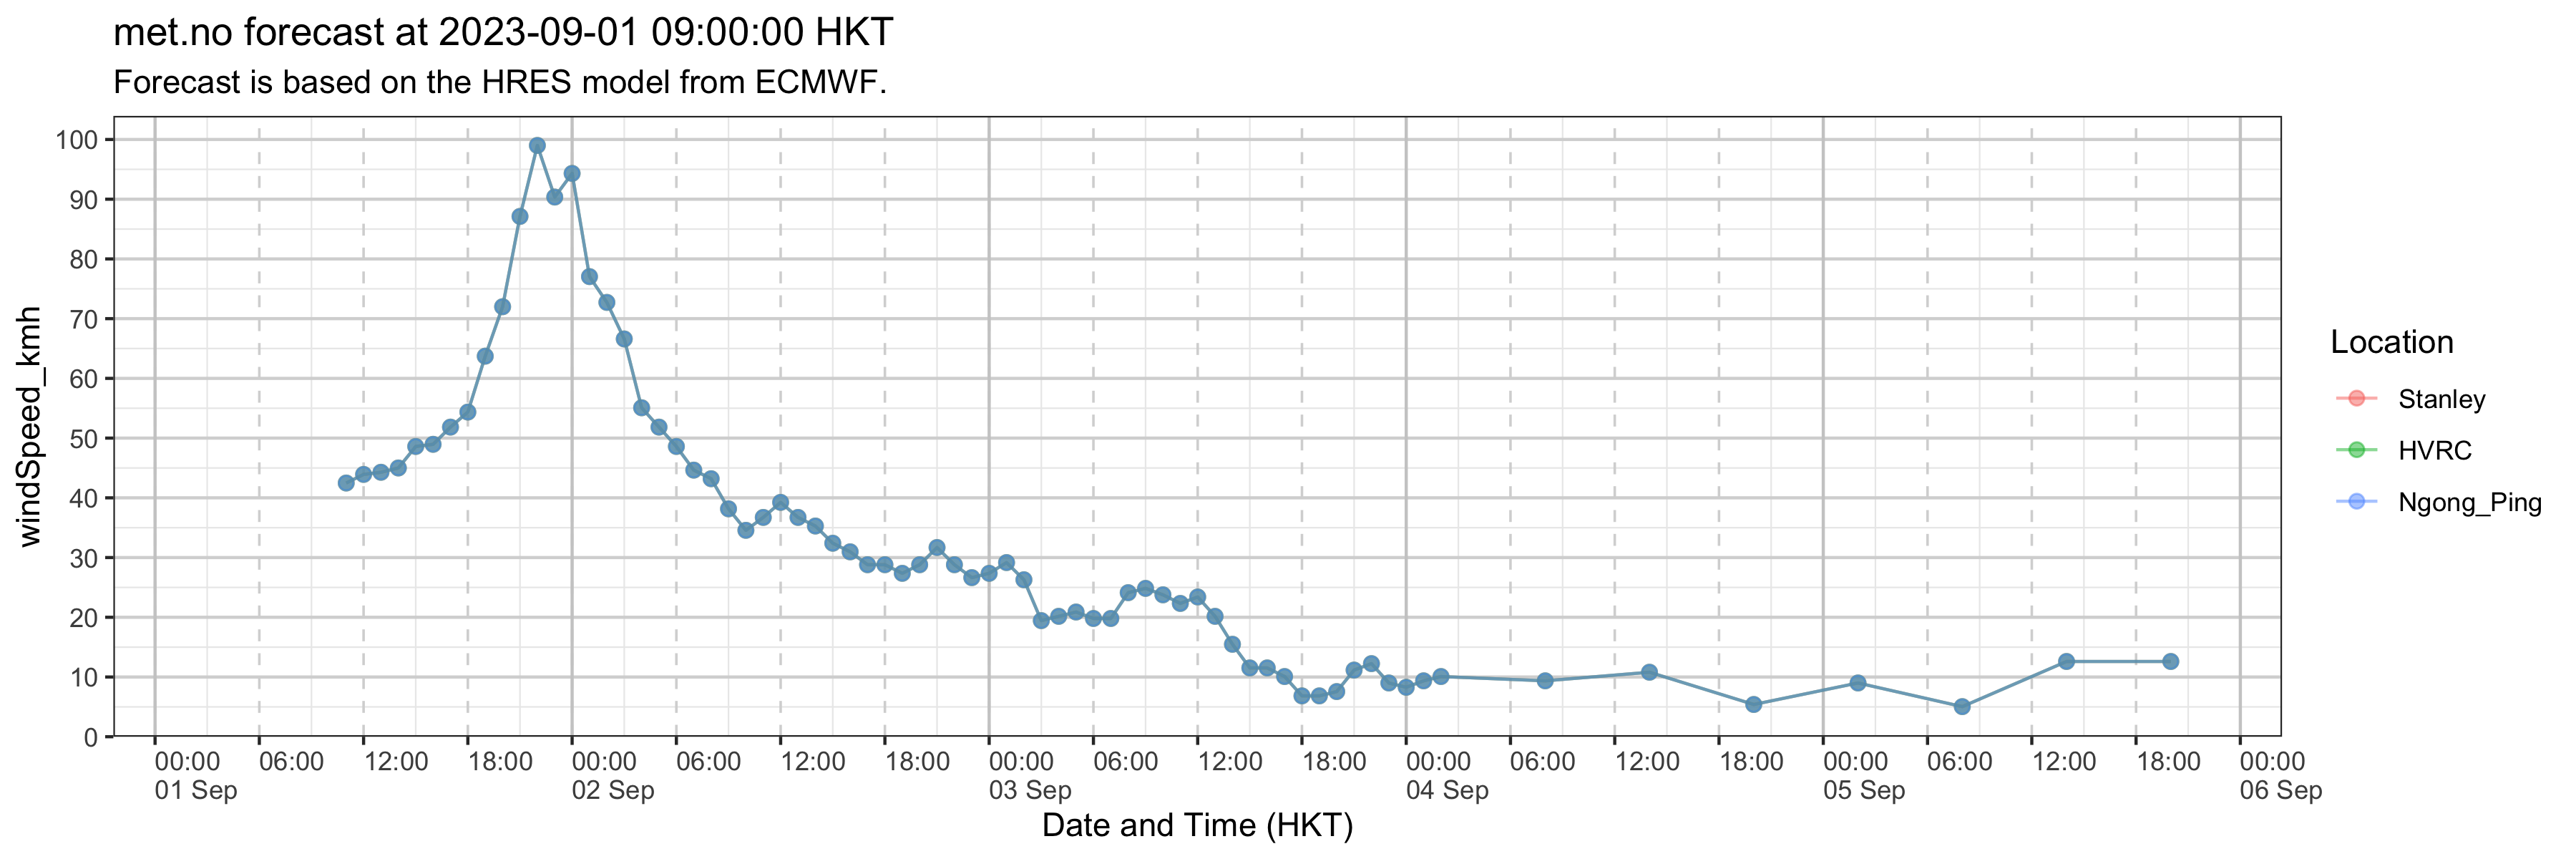 met.no forecast at 2023-09-01 09:00:00 HKT
Forecast is based on the HRES model from ECMWF.
windSpeed_kmh
100
90
80
70
60
50
40
30
20
10
0
00:00 06:00 12:00 18:00 00:00 06:00 12:00 18:00 00:00 06:00 12:00 18:00 00:00 06:00 12:00 18:00 00:00 06:00 12:00 18:00 00:00
01 Sep 02 Sep 03 Sep 04 Sep 05 Sep 06 Sep
Date and Time (HKT)
Location
Stanley
HVRC
Ngong_Ping